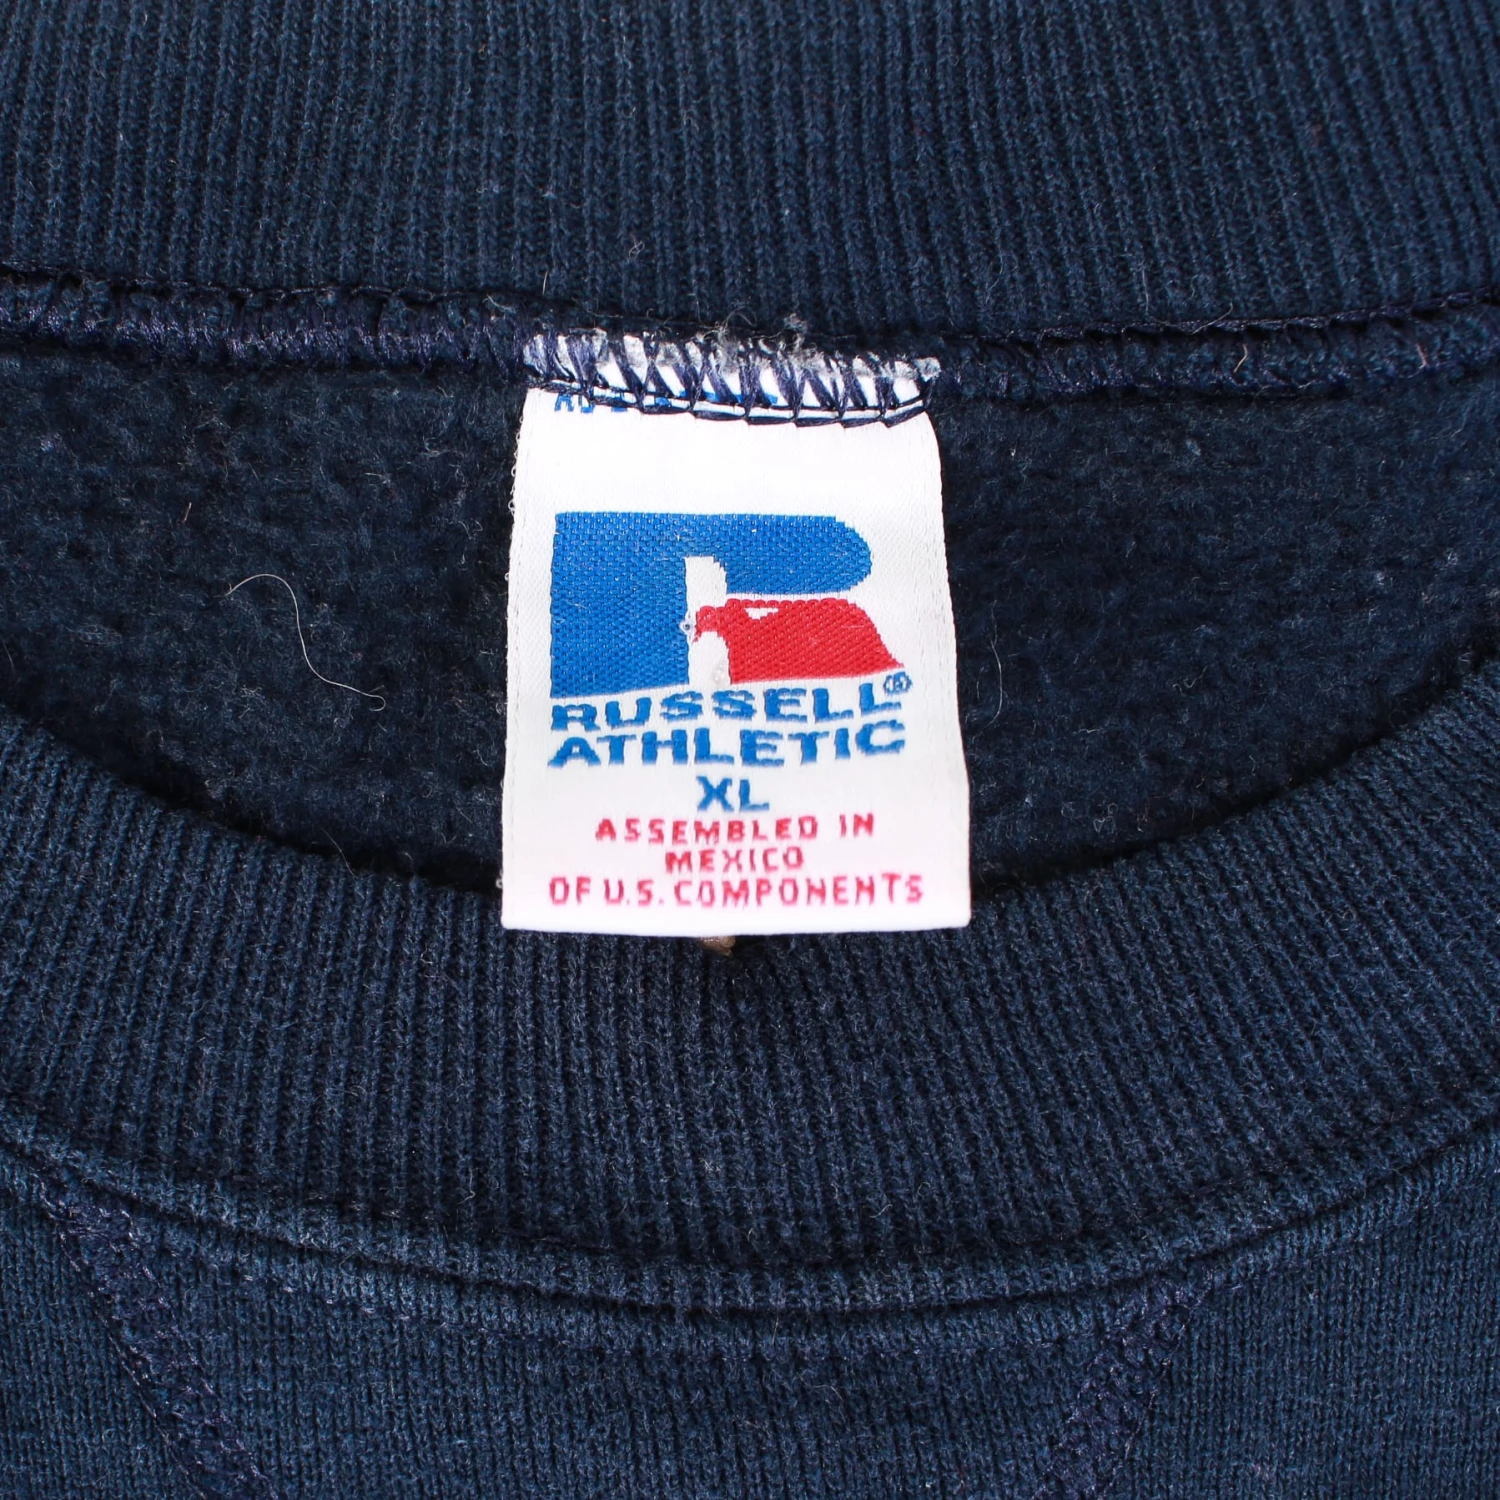 RUSSELL®
ATHLETIC
XL
ASSEMBLED IN
MEXICO
OF U.S. COMPONENTS